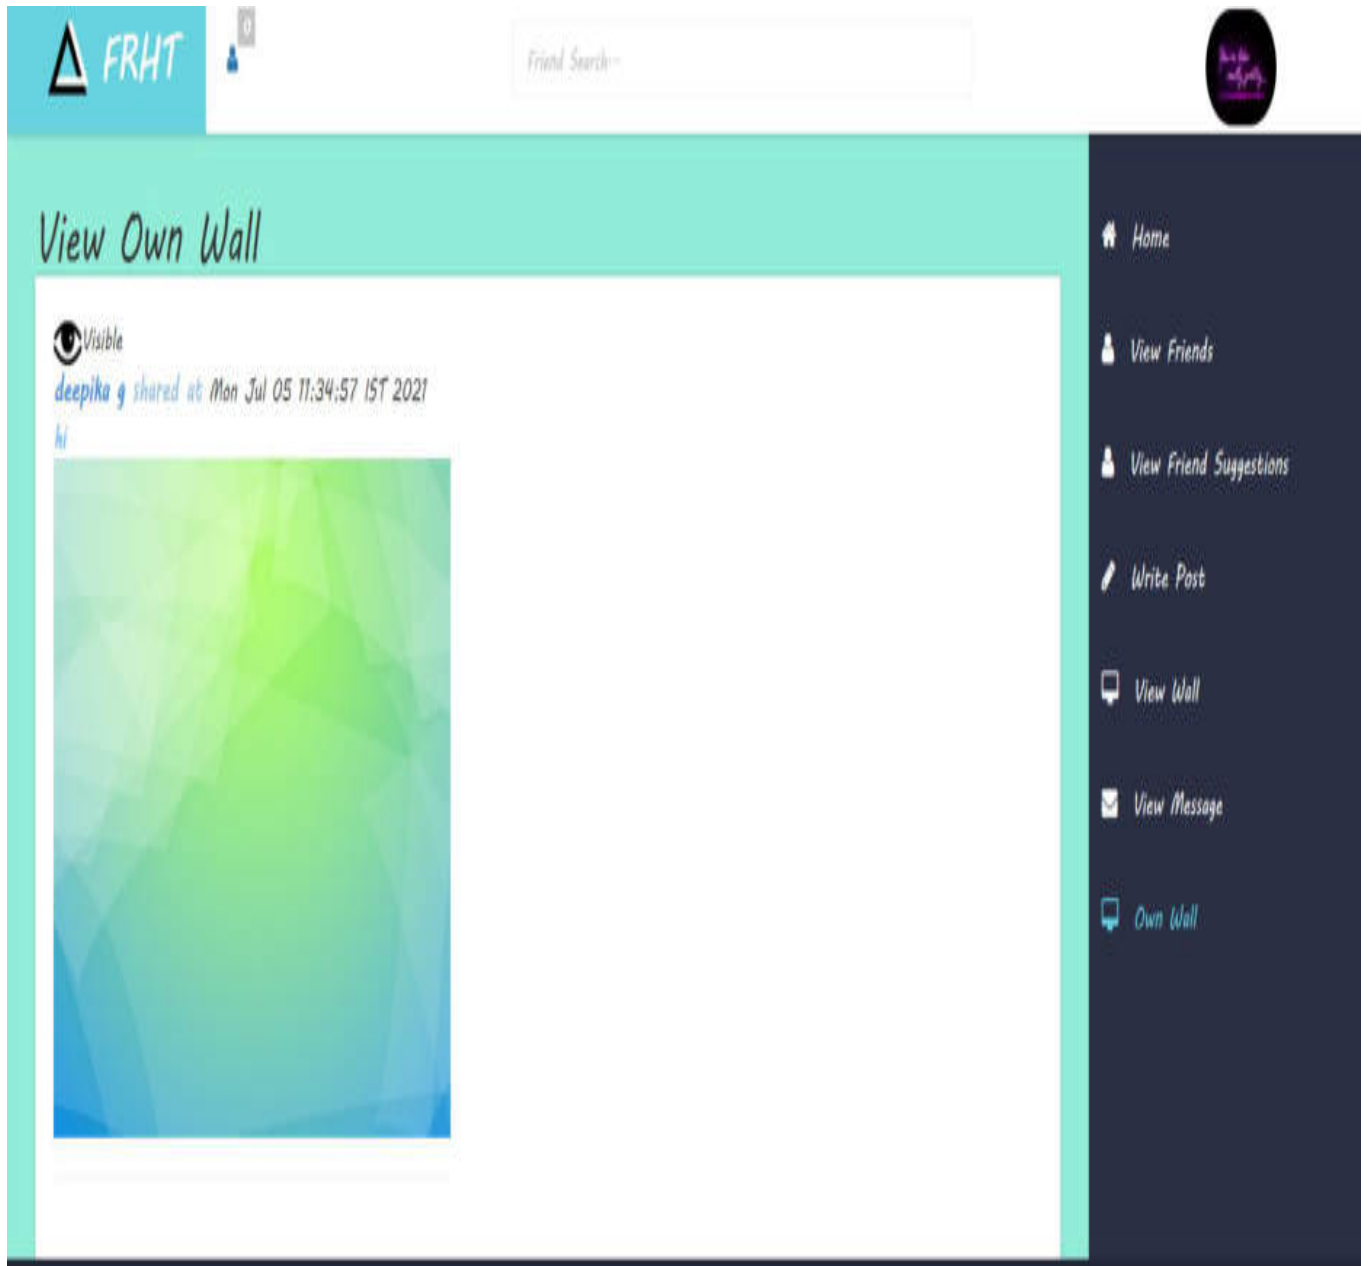 FRHT
Friend Search...
View Own Wall
Visible
deepika g shared at Mon Jul 05 11:34:57 IST 2021
hi
Home
View Friends
View Friend Suggestions
Write Post
View Wall
View Message
Own Wall